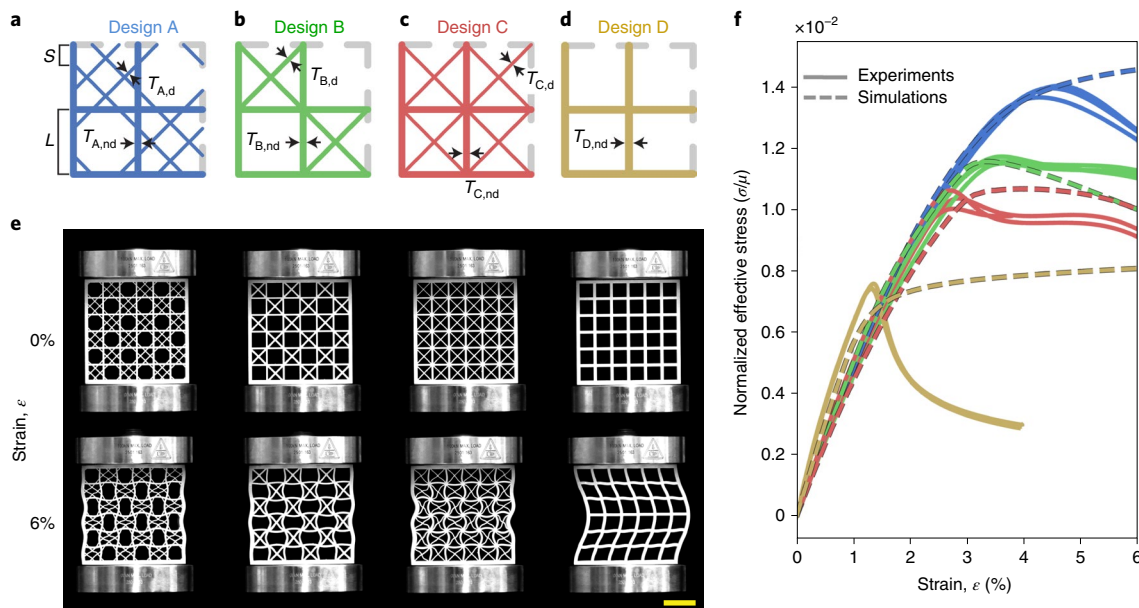 a Design A
b Design B
c Design C
d Design D
S
L
T_A,d
T_A,nd
T_B,d
T_B,nd
T_C,d
T_C,nd
T_D,nd
e
Strain, ε
0%
6%
f
×10⁻²
Normalized effective stress (σ/μ)
1.4
1.2
1.0
0.8
0.6
0.4
0.2
0
Experiments
Simulations
0 1 2 3 4 5 6
Strain, ε (%)